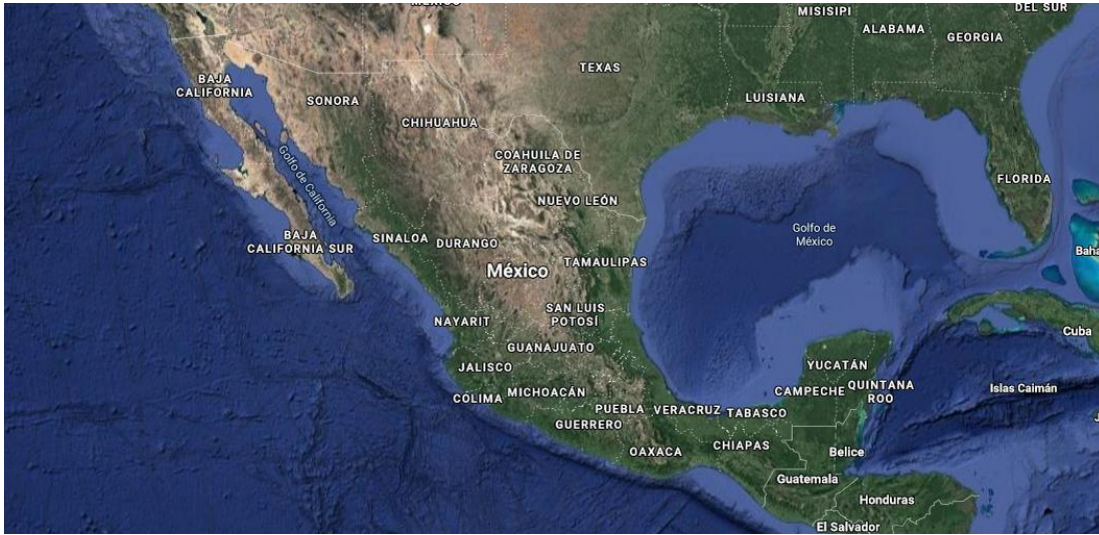 MÉXICO
MISISIPI
DEL SUR
ALABAMA
GEORGIA
TEXAS
LUISIANA
BAJA
CALIFORNIA
SONORA
CHIHUAHUA
COAHUILA DE
ZARAGOZA
NUEVO LEÓN
FLORIDA
Golfo de California
Golfo de
México
BAJA
CALIFORNIA SUR
SINALOA
DURANGO
TAMAULIPAS
México
Baha
SAN LUIS
POTOSÍ
NAYARIT
Cuba
GUANAJUATO
JALISCO
YUCATÁN
COLIMA
MICHOACÁN
CAMPECHE
QUINTANA
ROO
Islas Caimán
PUEBLA
VERACRUZ
TABASCO
GUERRERO
OAXACA
CHIAPAS
Belice
Guatemala
Honduras
El Salvador